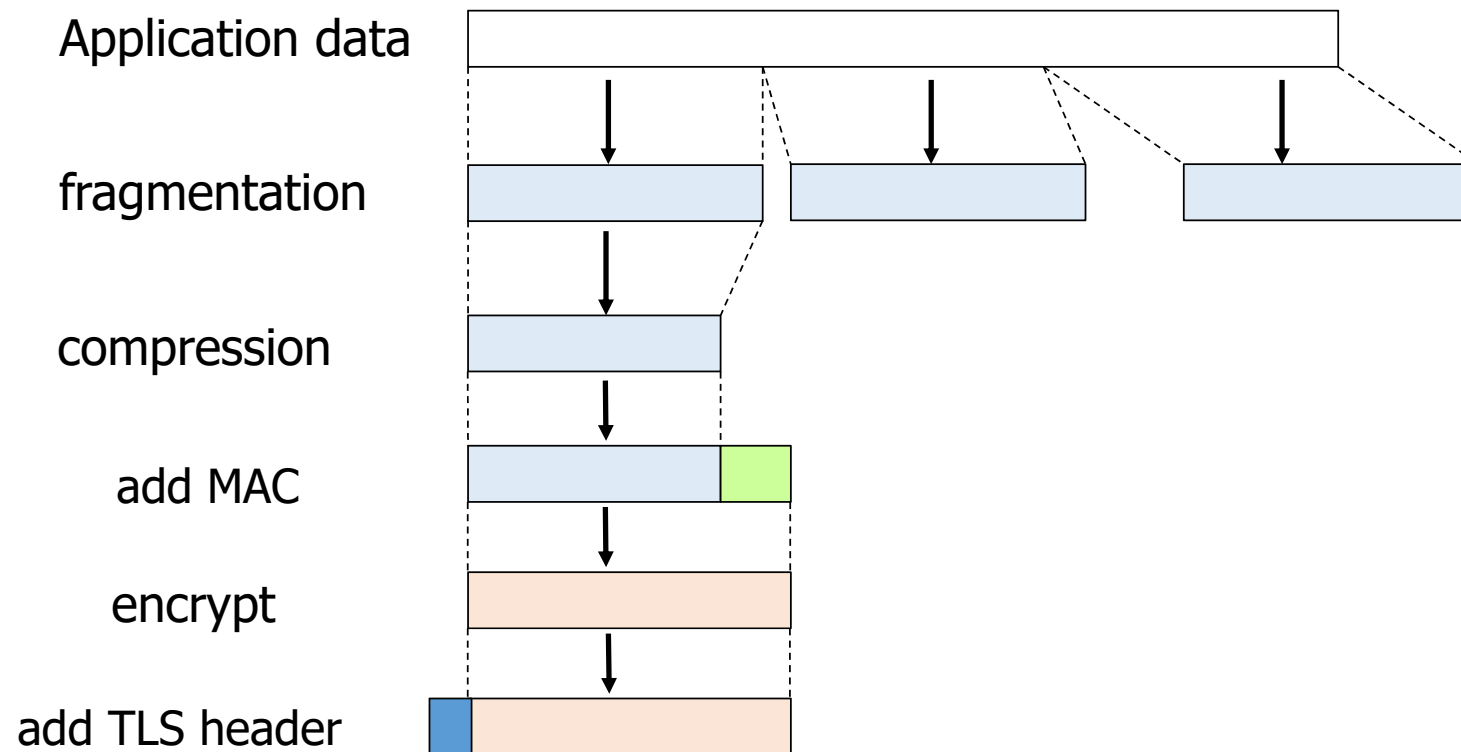 Application data
fragmentation
compression
add MAC
encrypt
add TLS header